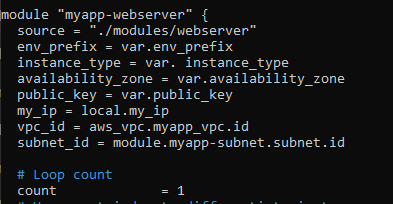 module "myapp-webserver" {
  source = "./modules/webserver"
  env_prefix = var.env_prefix
  instance_type = var. instance_type
  availability_zone = var.availability_zone
  public_key = var.public_key
  my_ip = local.my_ip
  vpc_id = aws_vpc.myapp_vpc.id
  subnet_id = module.myapp-subnet.subnet.id

  # Loop count
  count            = 1